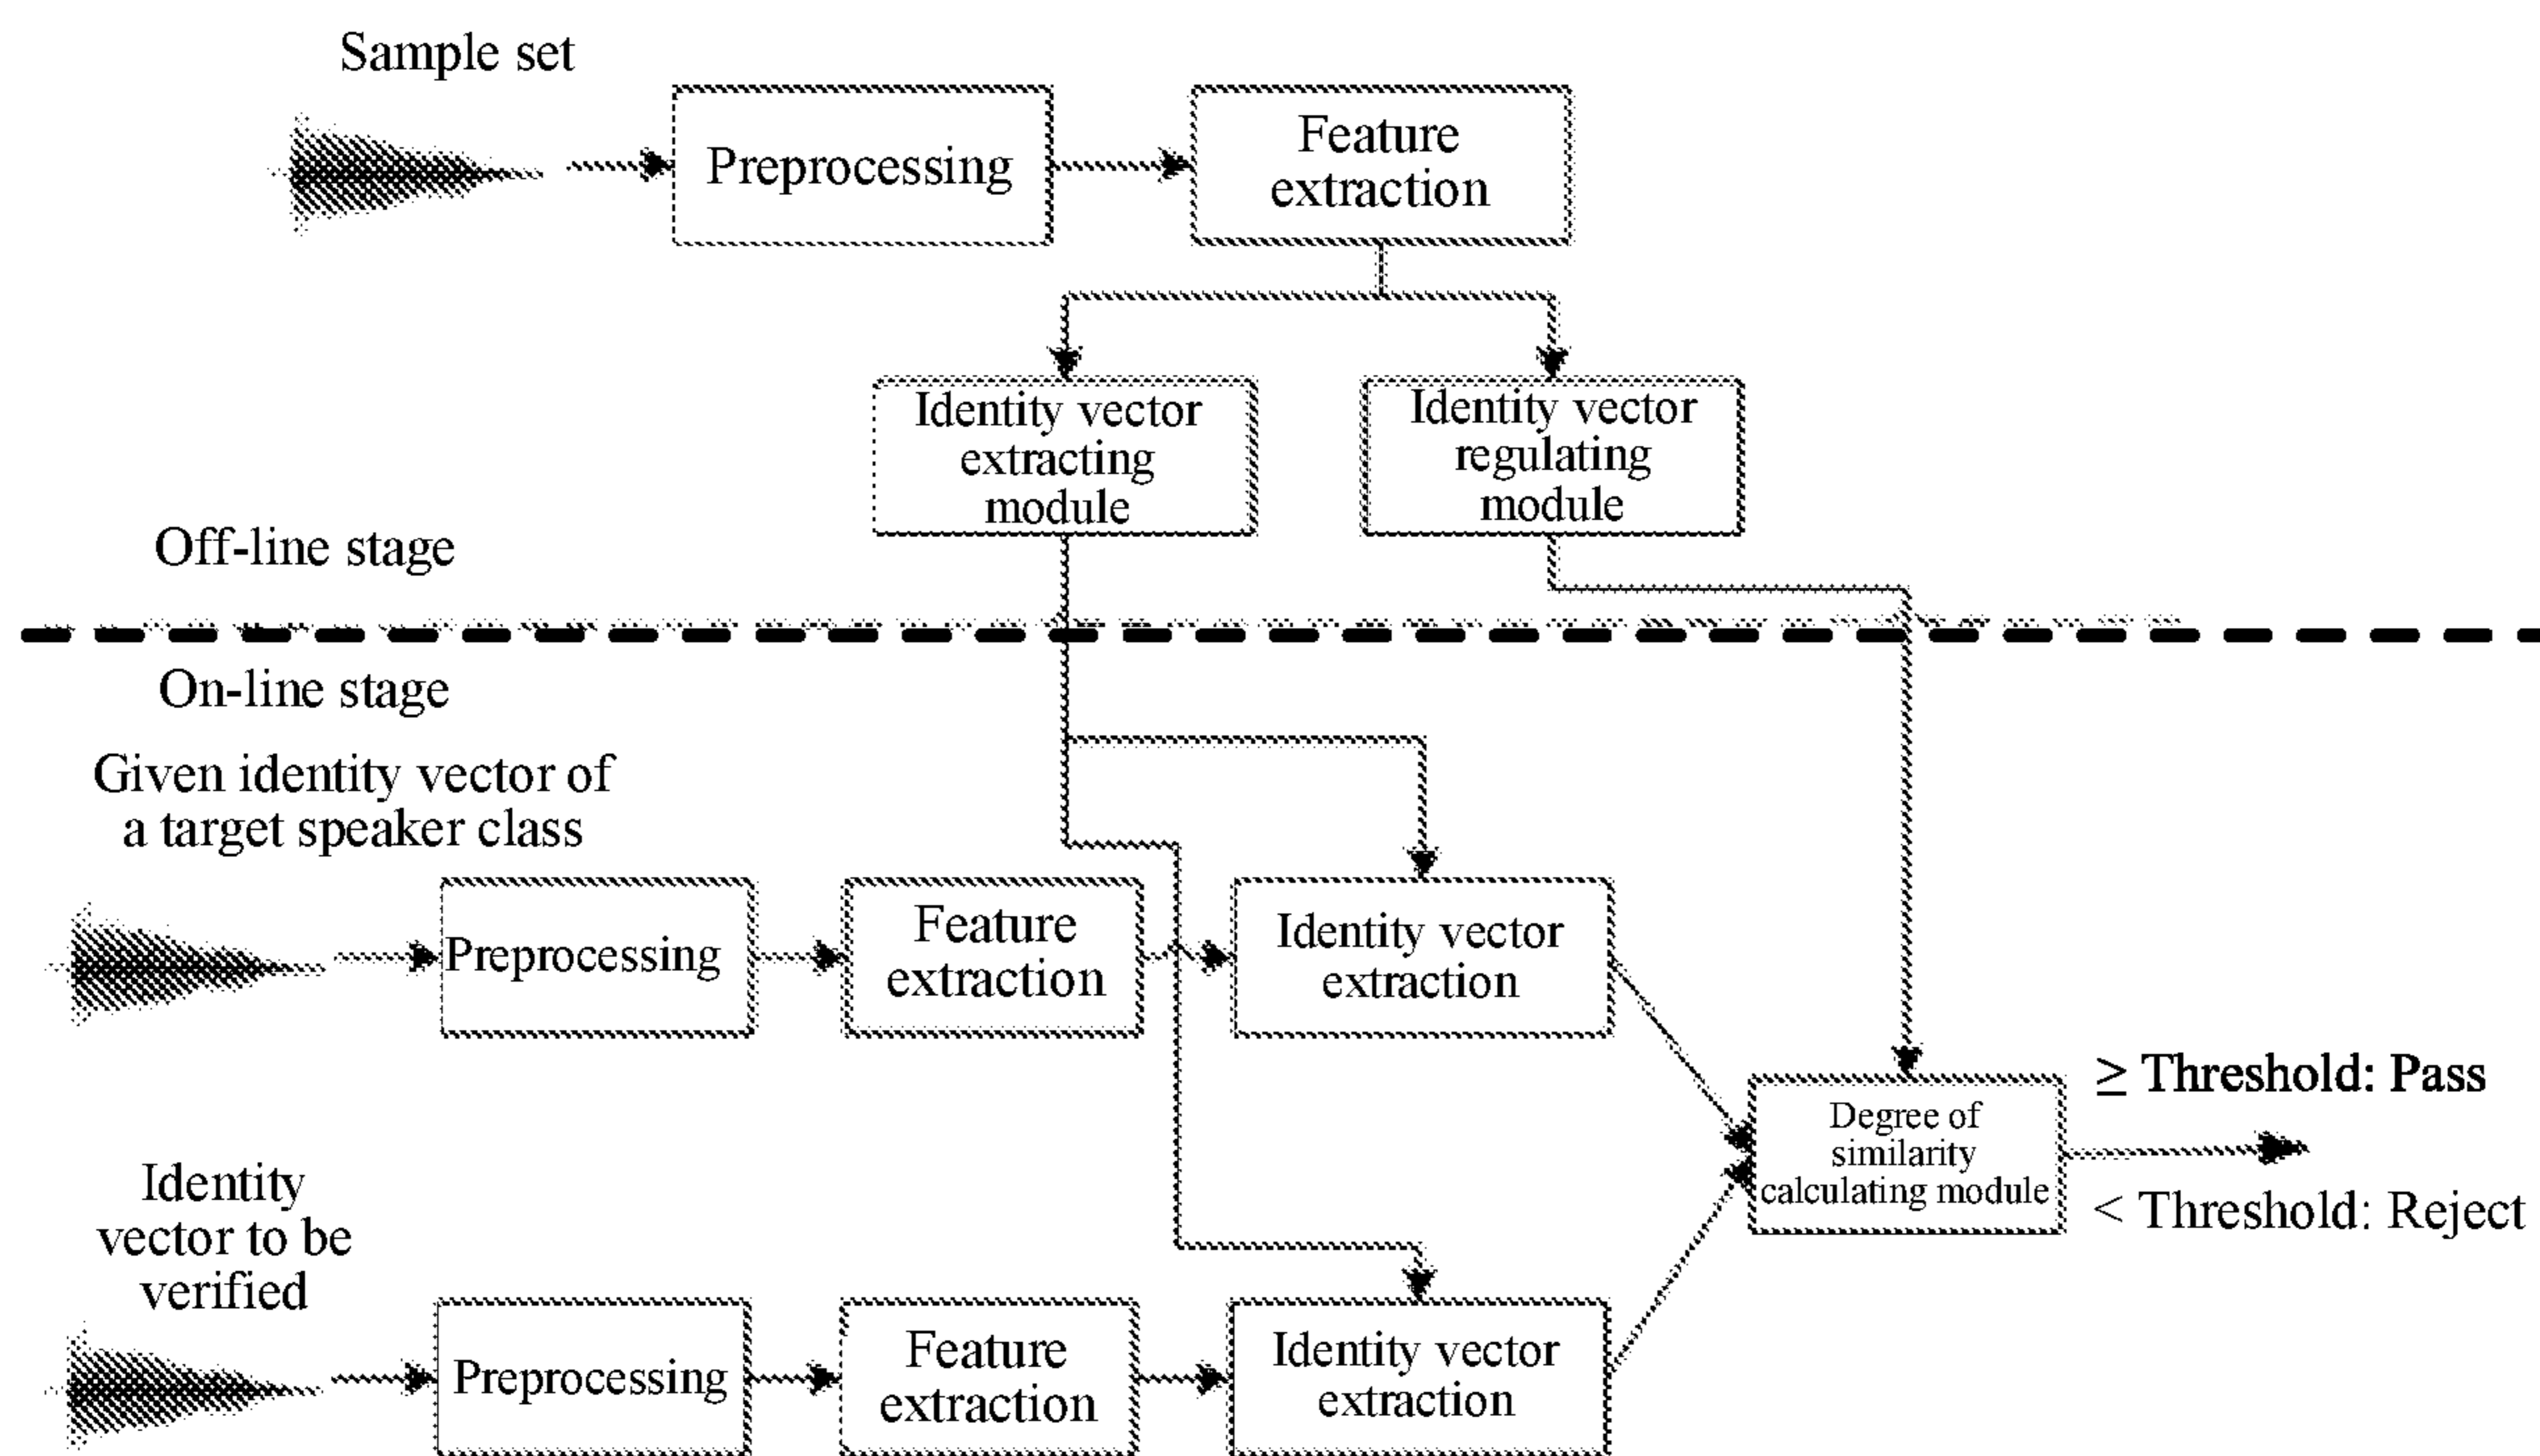 Sample set
Preprocessing
Feature
extraction
Identity vector
extracting
module
Identity vector
regulating
module
Off-line stage
On-line stage
Given identity vector of
a target speaker class
Preprocessing
Feature
extraction
Identity vector
extraction
Degree of
similarity
calculating module
≥ Threshold: Pass
< Threshold: Reject
Identity
vector to be
verified
Preprocessing
Feature
extraction
Identity vector
extraction